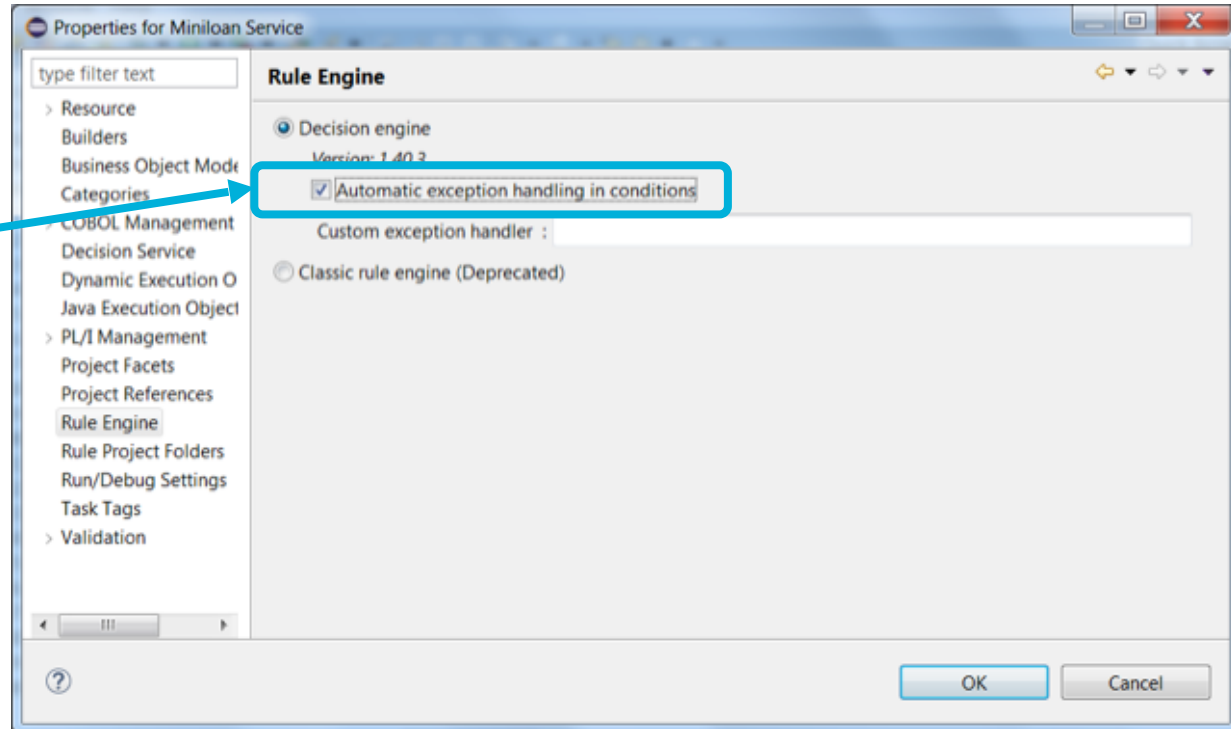 Properties for Miniloan Service
type filter text
Resource
Builders
Business Object Mode
Categories
COBOL Management
Decision Service
Dynamic Execution O
Java Execution Object
PL/I Management
Project Facets
Project References
Rule Engine
Rule Project Folders
Run/Debug Settings
Task Tags
Validation
Rule Engine
Decision engine
Version: 1.40.3
Automatic exception handling in conditions
Custom exception handler :
Classic rule engine (Deprecated)
OK
Cancel